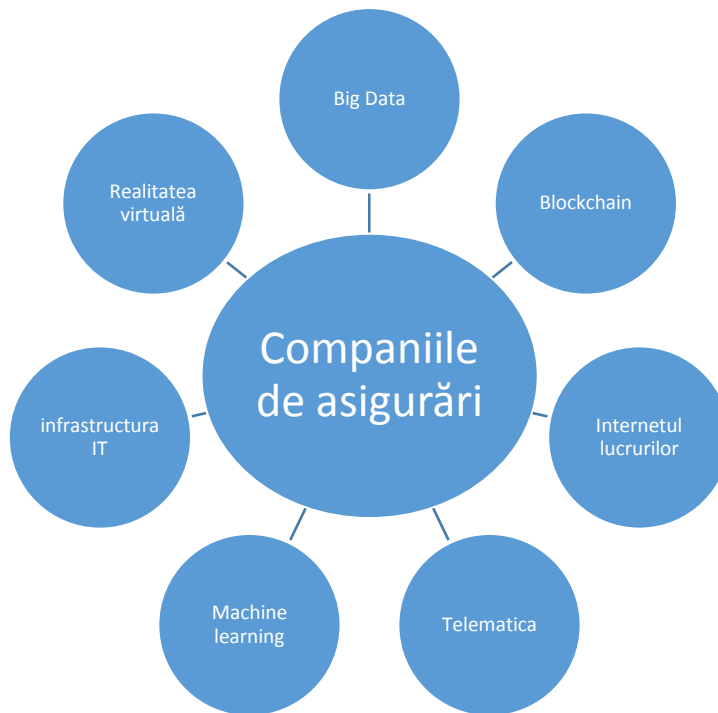 Big Data
Blockchain
Internetul
lucrurilor
Telematica
Machine
learning
infrastructura
IT
Realitatea
virtuală
Companiile
de asigurări